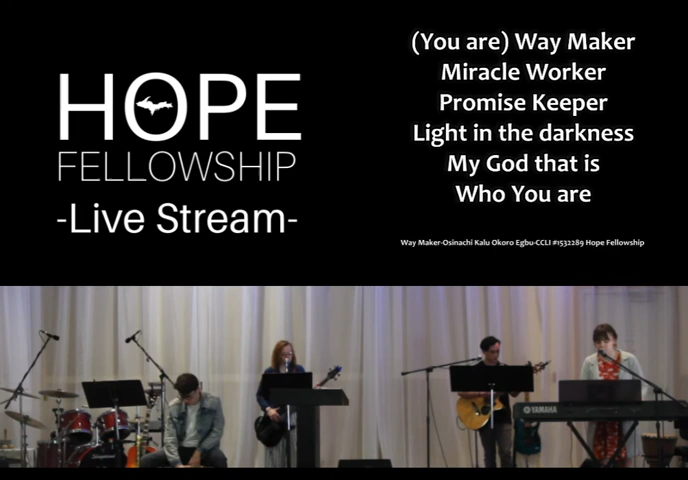 HOPE
FELLOWSHIP
-Live Stream-
(You are) Way Maker
Miracle Worker
Promise Keeper
Light in the darkness
My God that is
Who You are
Way Maker-Osinachi Kalu Okoro Egbu-CCLI #1532289 Hope Fellowship
YAMAHA